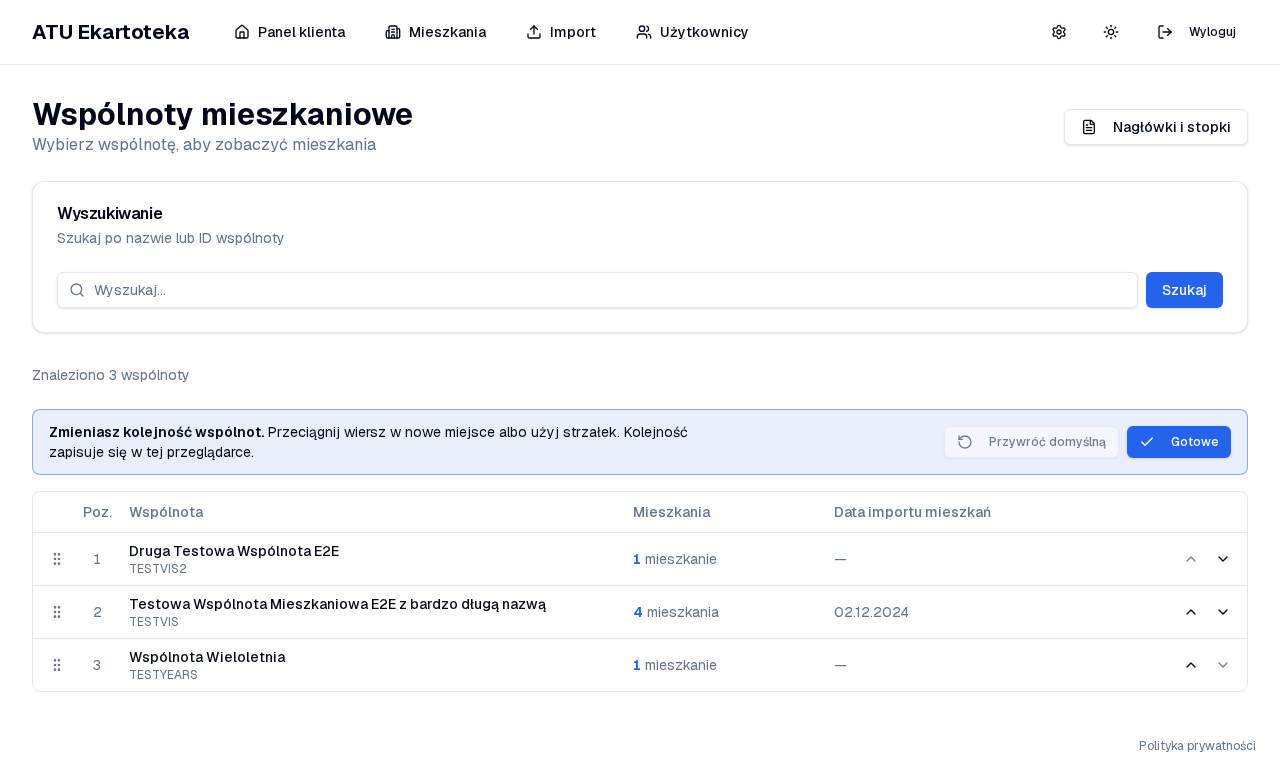 ATU Ekartoteka
Panel klienta
Mieszkania
Import
Użytkownicy
Wyloguj
Wspólnoty mieszkaniowe
Wybierz wspólnotę, aby zobaczyć mieszkania
Nagłówki i stopki
Wyszukiwanie
Szukaj po nazwie lub ID wspólnoty
Wyszukaj...
Szukaj
Znaleziono 3 wspólnoty
Zmieniasz kolejność wspólnot. Przeciągnij wiersz w nowe miejsce albo użyj strzałek. Kolejność
zapisuje się w tej przeglądarce.
Przywróć domyślną
Gotowe
Poz. Wspólnota Mieszkania Data importu mieszkań
1 Druga Testowa Wspólnota E2E 1 mieszkanie —
TESTVIS2
2 Testowa Wspólnota Mieszkaniowa E2E z bardzo długą nazwą 4 mieszkania 02.12.2024
TESTVIS
3 Wspólnota Wieloletnia 1 mieszkanie —
TESTYEARS
Polityka prywatności